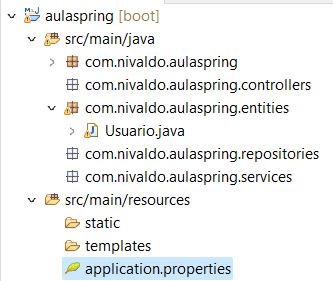 aulaspring [boot]
src/main/java
com.nivaldo.aulaspring
com.nivaldo.aulaspring.controllers
com.nivaldo.aulaspring.entities
Usuario.java
com.nivaldo.aulaspring.repositories
com.nivaldo.aulaspring.services
src/main/resources
static
templates
application.properties